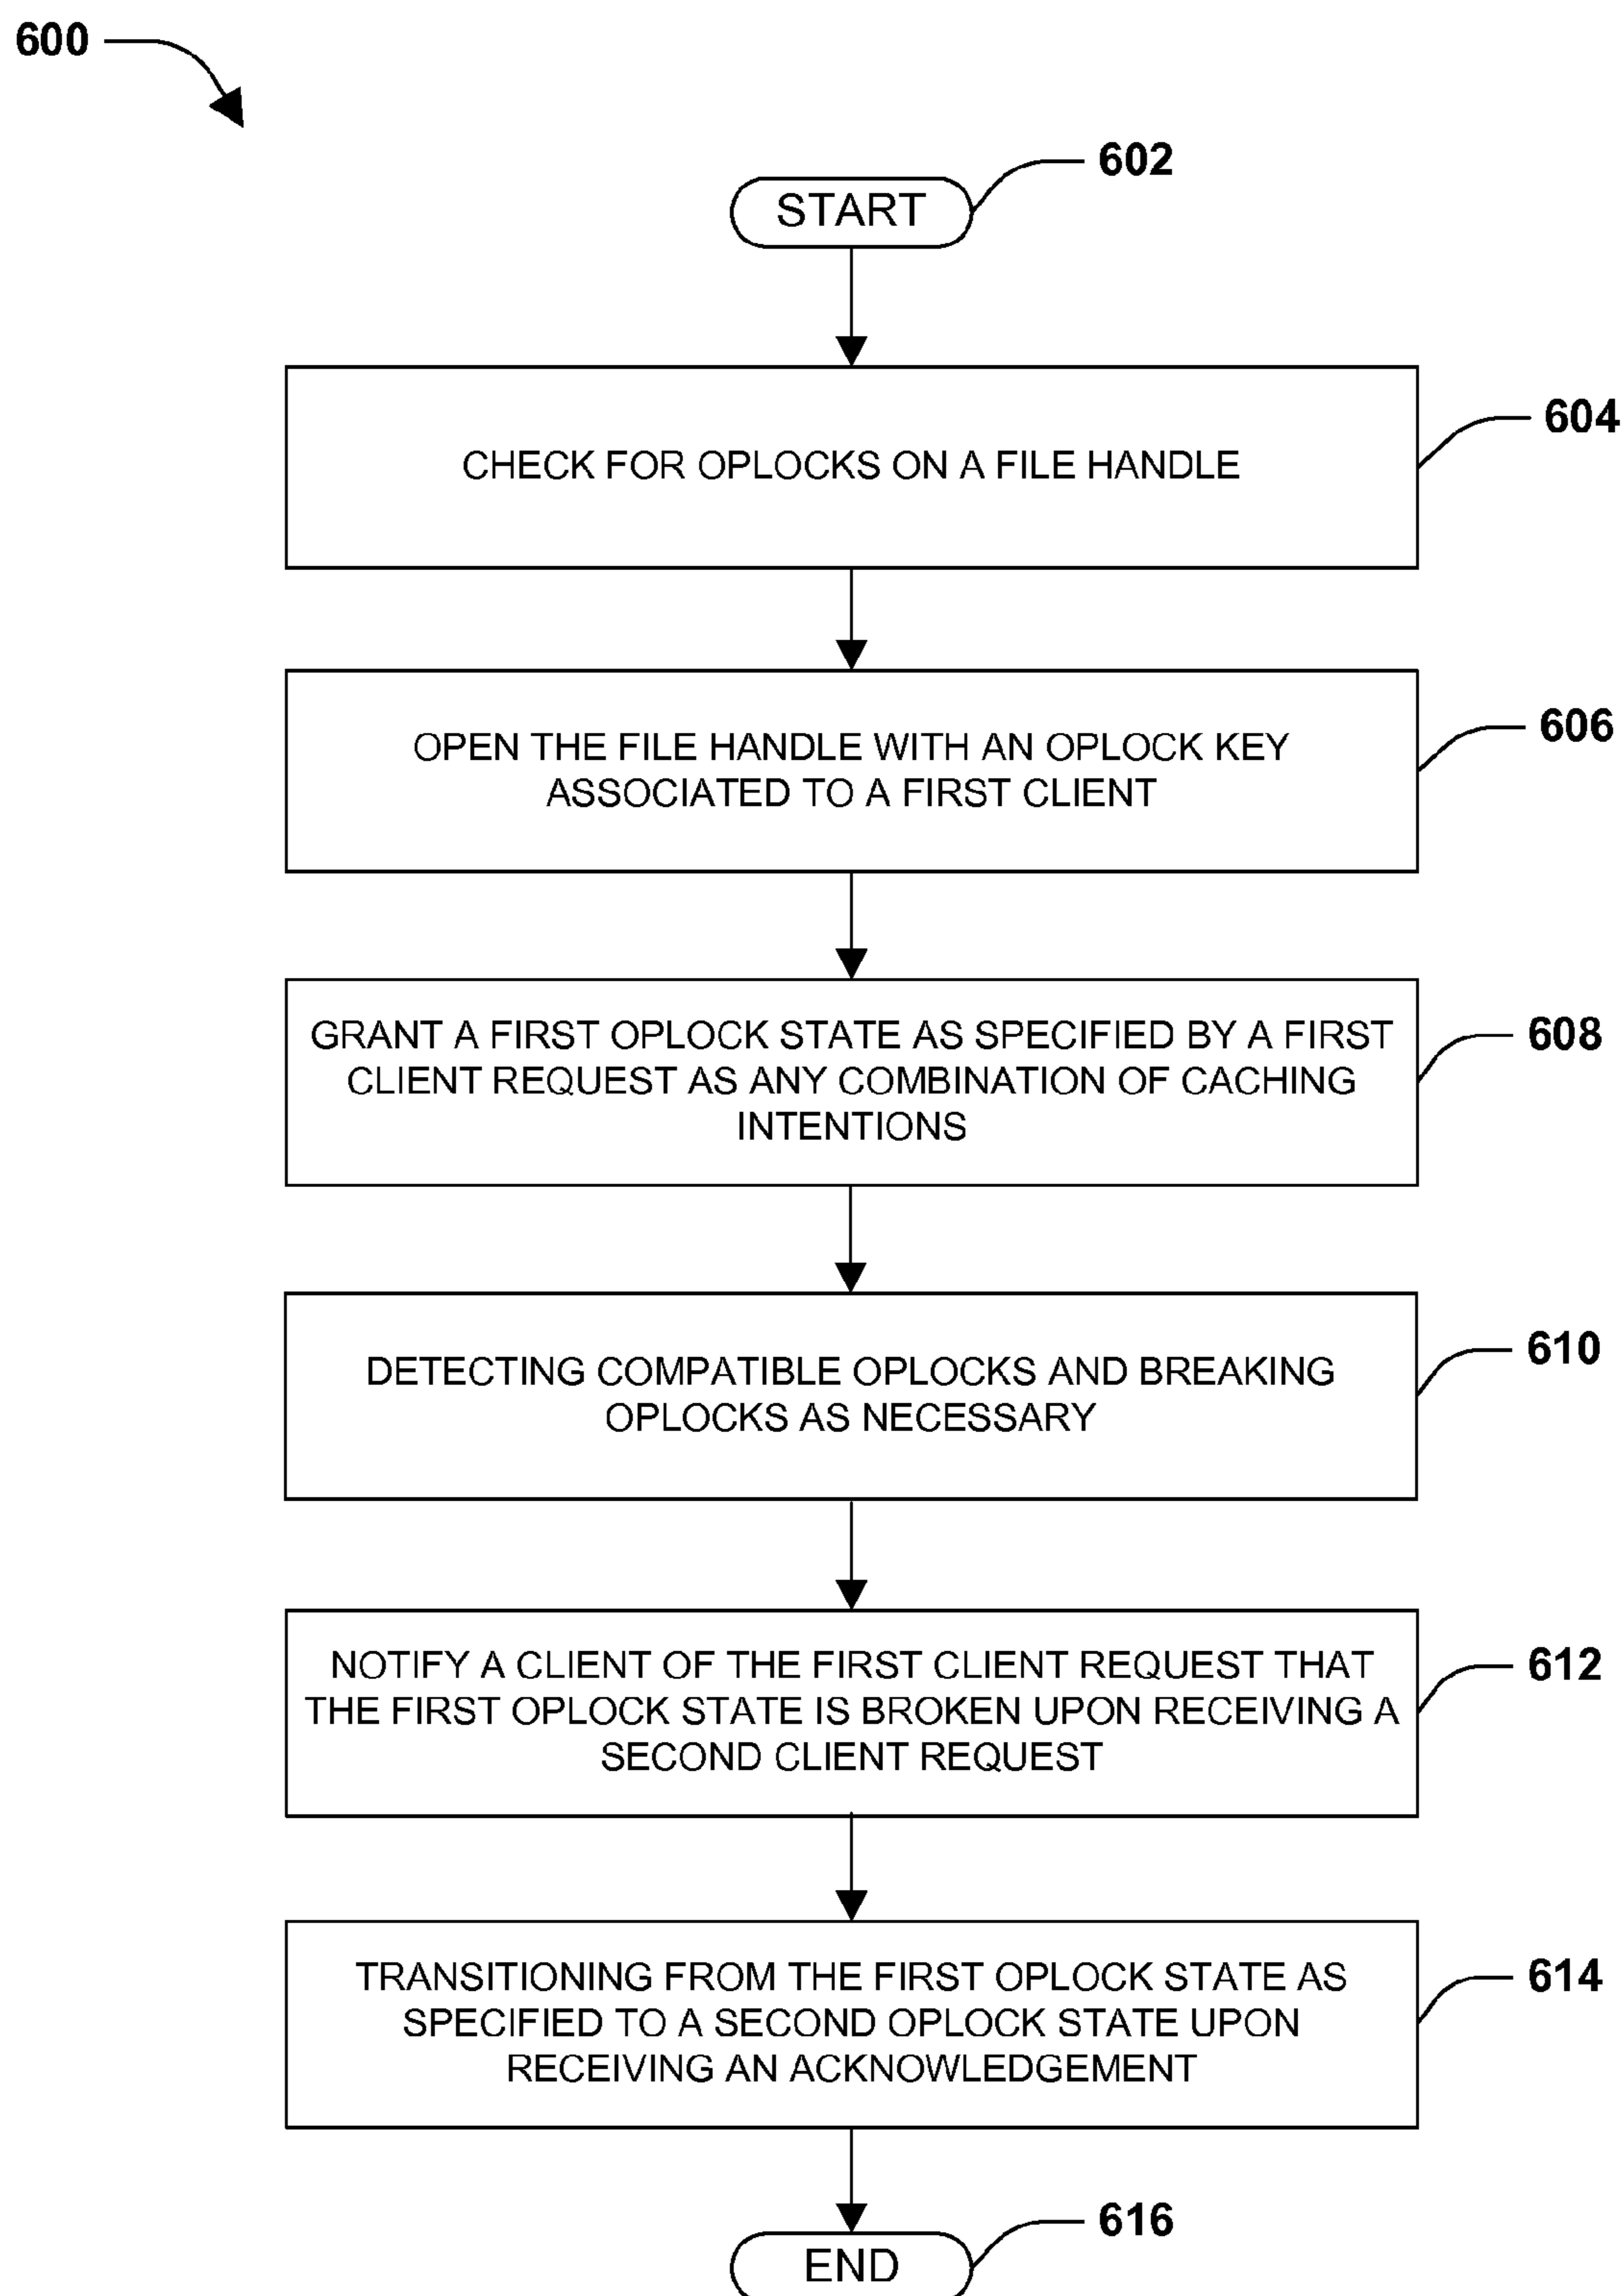 600
602
START
604
CHECK FOR OPLOCKS ON A FILE HANDLE
606
OPEN THE FILE HANDLE WITH AN OPLOCK KEY
ASSOCIATED TO A FIRST CLIENT
608
GRANT A FIRST OPLOCK STATE AS SPECIFIED BY A FIRST
CLIENT REQUEST AS ANY COMBINATION OF CACHING
INTENTIONS
610
DETECTING COMPATIBLE OPLOCKS AND BREAKING
OPLOCKS AS NECESSARY
612
NOTIFY A CLIENT OF THE FIRST CLIENT REQUEST THAT
THE FIRST OPLOCK STATE IS BROKEN UPON RECEIVING A
SECOND CLIENT REQUEST
614
TRANSITIONING FROM THE FIRST OPLOCK STATE AS
SPECIFIED TO A SECOND OPLOCK STATE UPON
RECEIVING AN ACKNOWLEDGEMENT
616
END